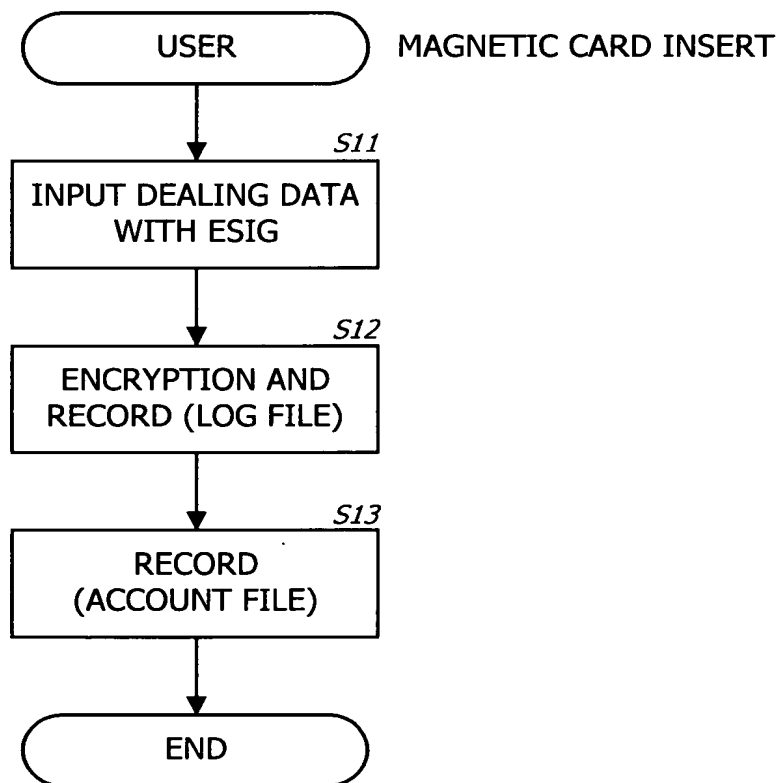 USER
MAGNETIC CARD INSERT
S11
INPUT DEALING DATA
WITH ESIG
S12
ENCRYPTION AND
RECORD (LOG FILE)
S13
RECORD
(ACCOUNT FILE)
END